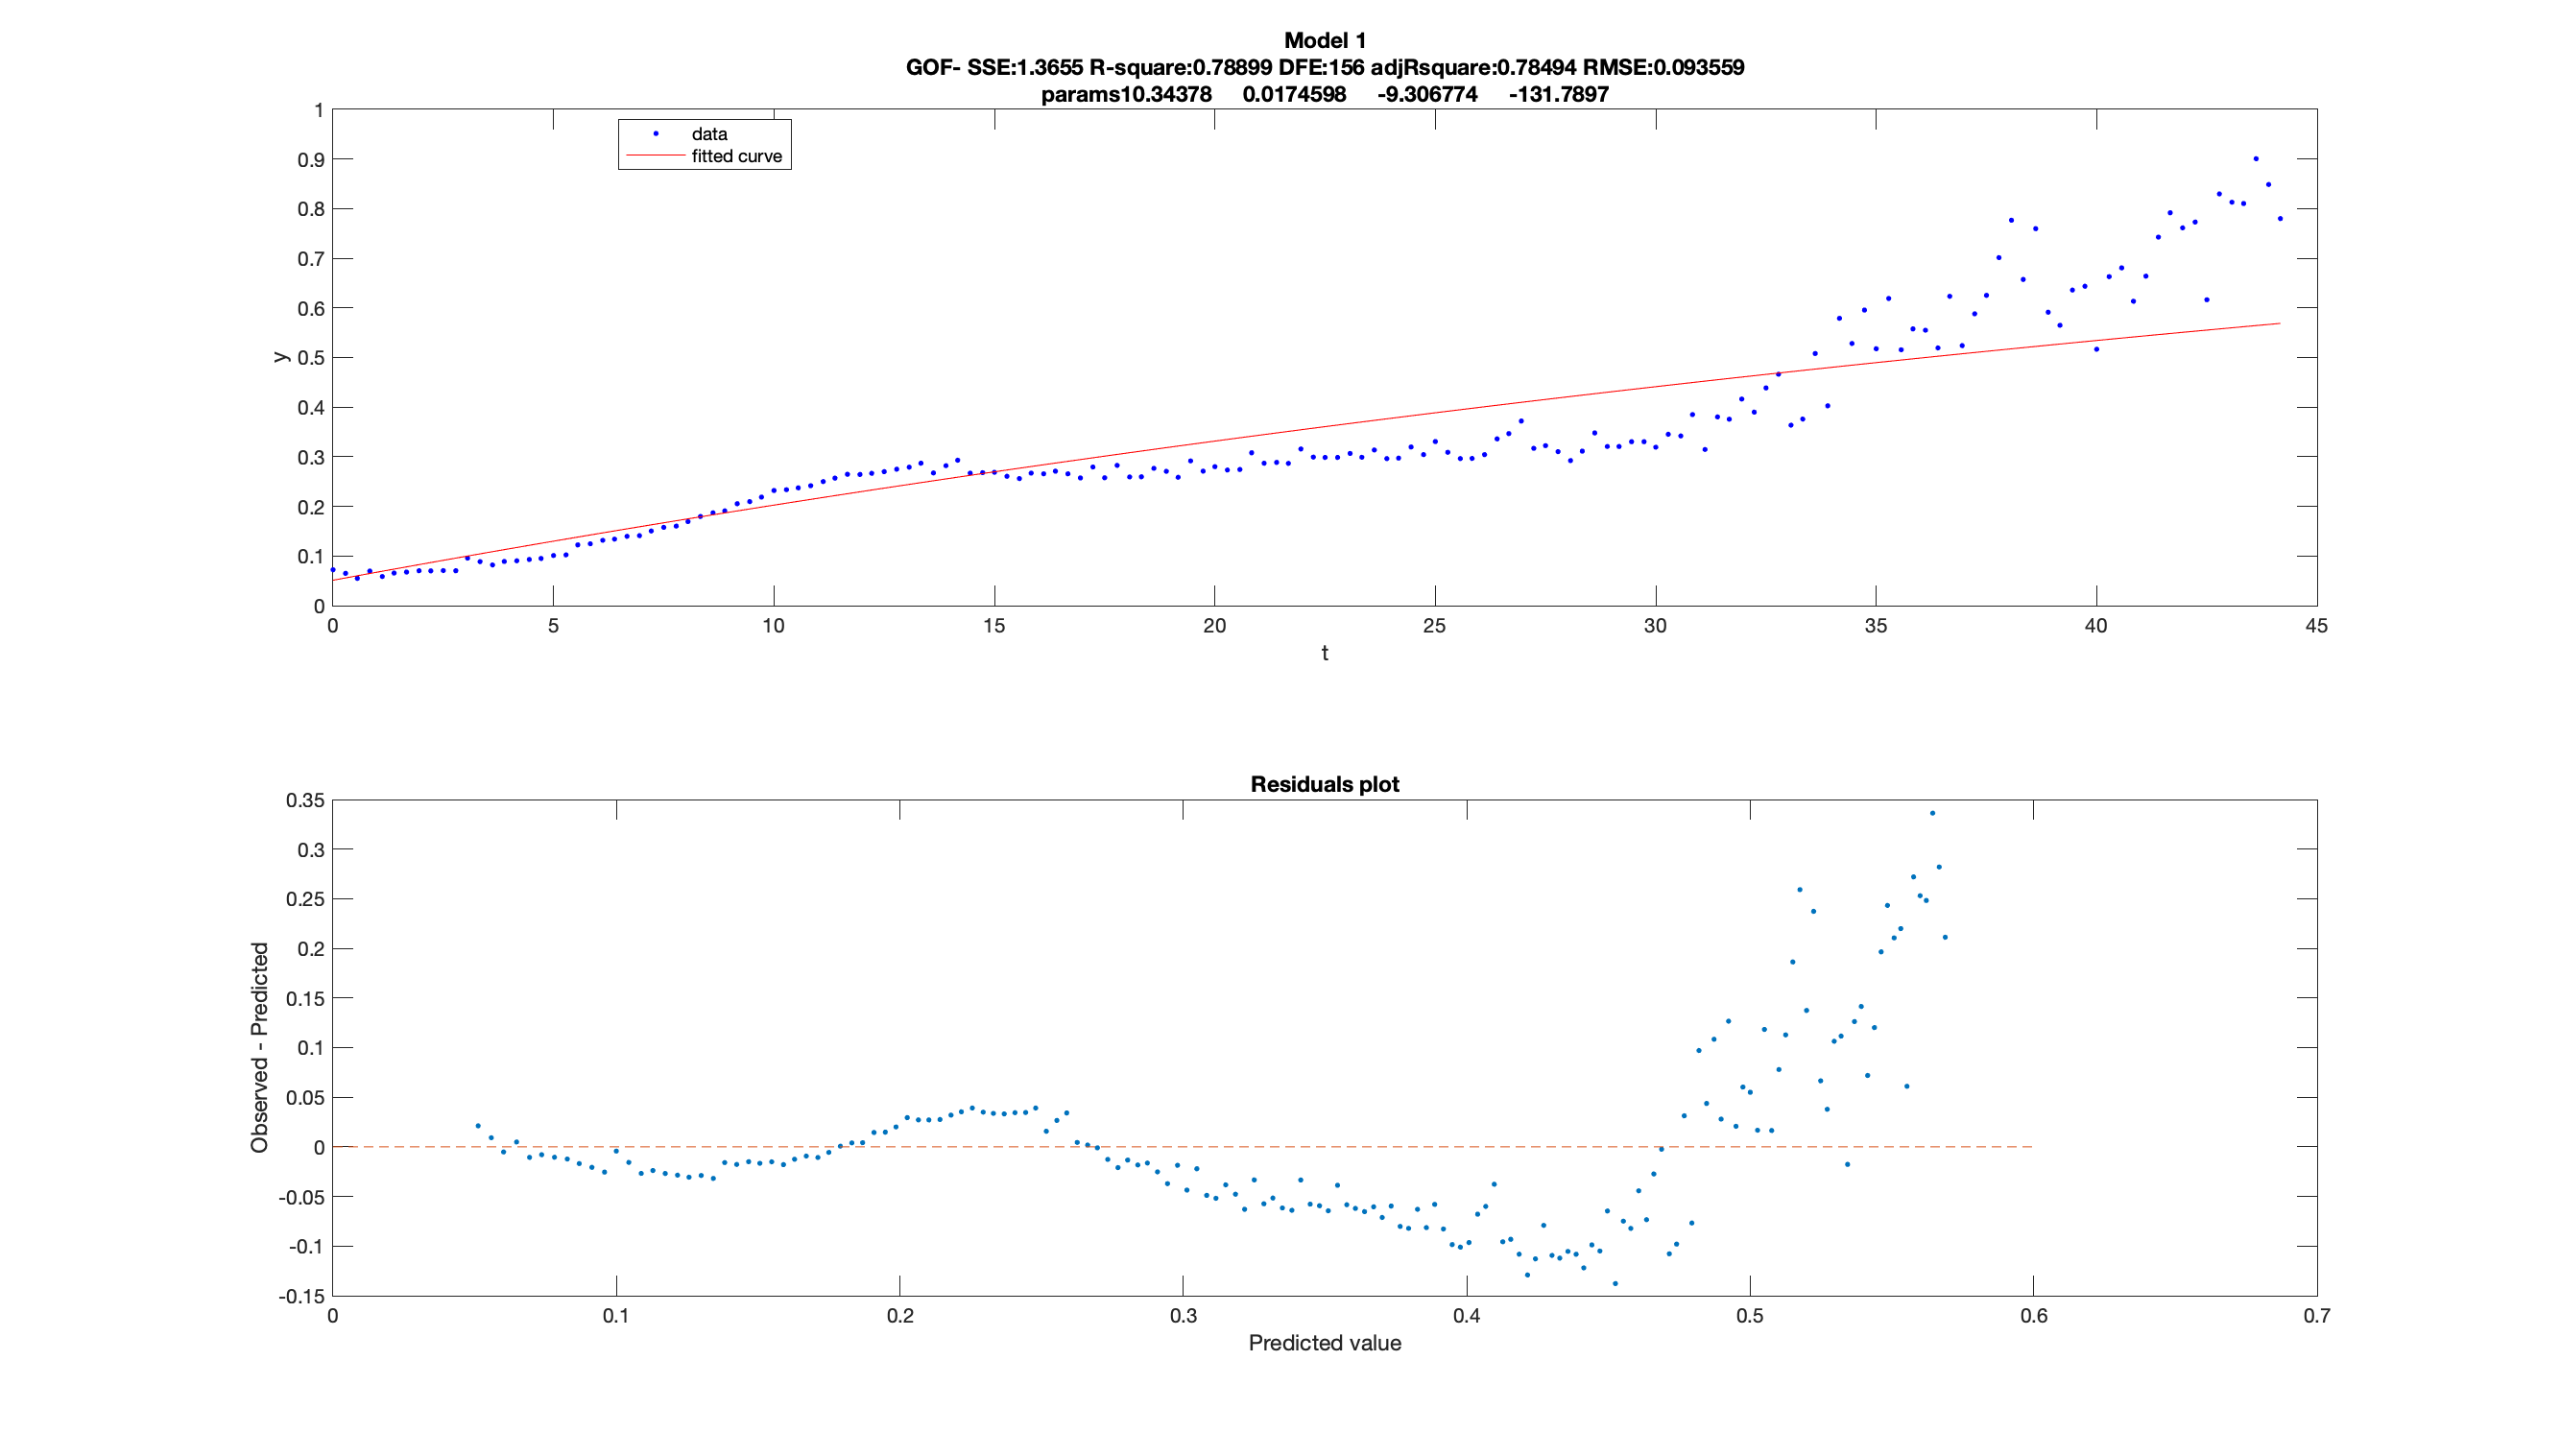 Model 1
GOF- SSE:1.3655 R-square:0.78899 DFE:156 adjRsquare:0.78494 RMSE:0.093559
params10.34378 0.0174598 -9.306774 -131.7897
1
0.9
0.8
0.7
0.6
0.5
0.4
0.3
0.2
0.1
0
y
data
fitted curve
0 5 10 15 20 25 30 35 40 45
t
Residuals plot
0.35
0.3
0.25
0.2
0.15
0.1
0.05
0
-0.05
-0.1
-0.15
Observed - Predicted
0 0.1 0.2 0.3 0.4 0.5 0.6 0.7
Predicted value